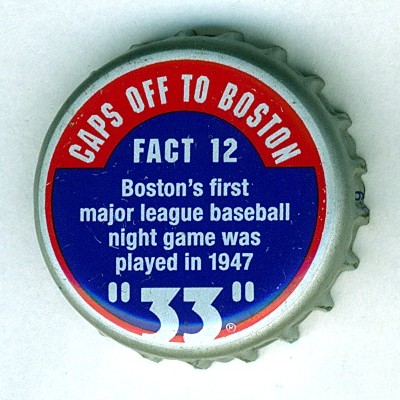 CAPS OFF TO BOSTON
FACT 12
Boston's first
major league baseball
night game was
played in 1947
"33"®